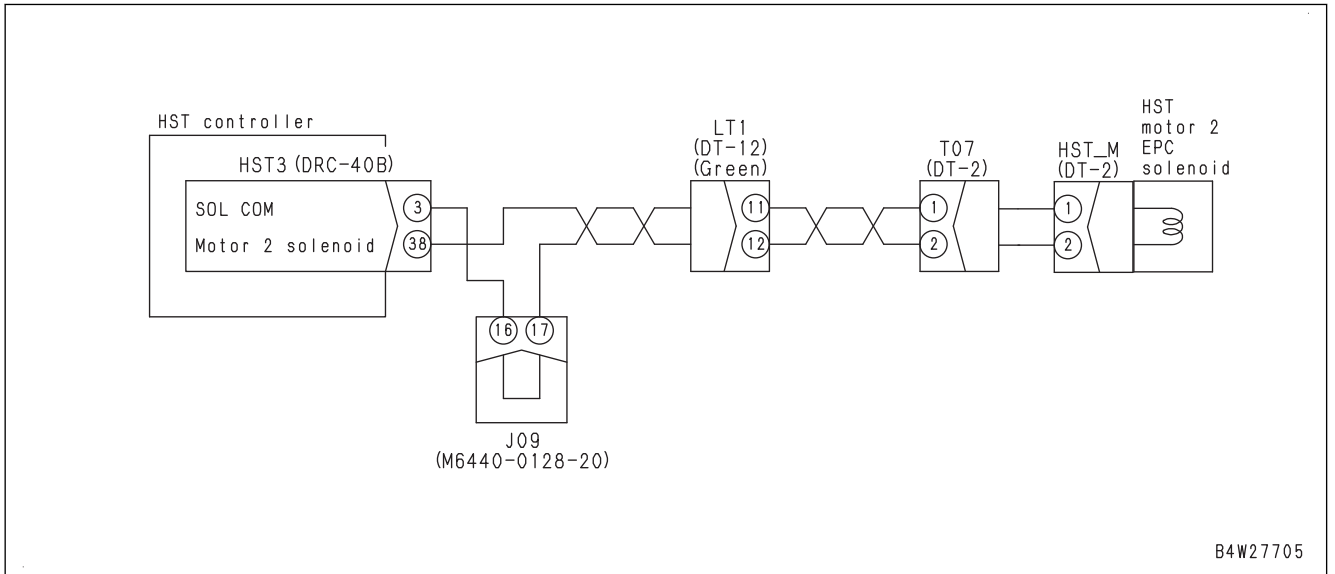 HST controller
HST3 (DRC-40B)
SOL COM
3
Motor 2 solenoid
38
16
17
J09
(M6440-0128-20)
LT1
(DT-12)
(Green)
11
12
T07
(DT-2)
1
2
HST_M
(DT-2)
1
2
HST
motor 2
EPC
solenoid
B4W27705